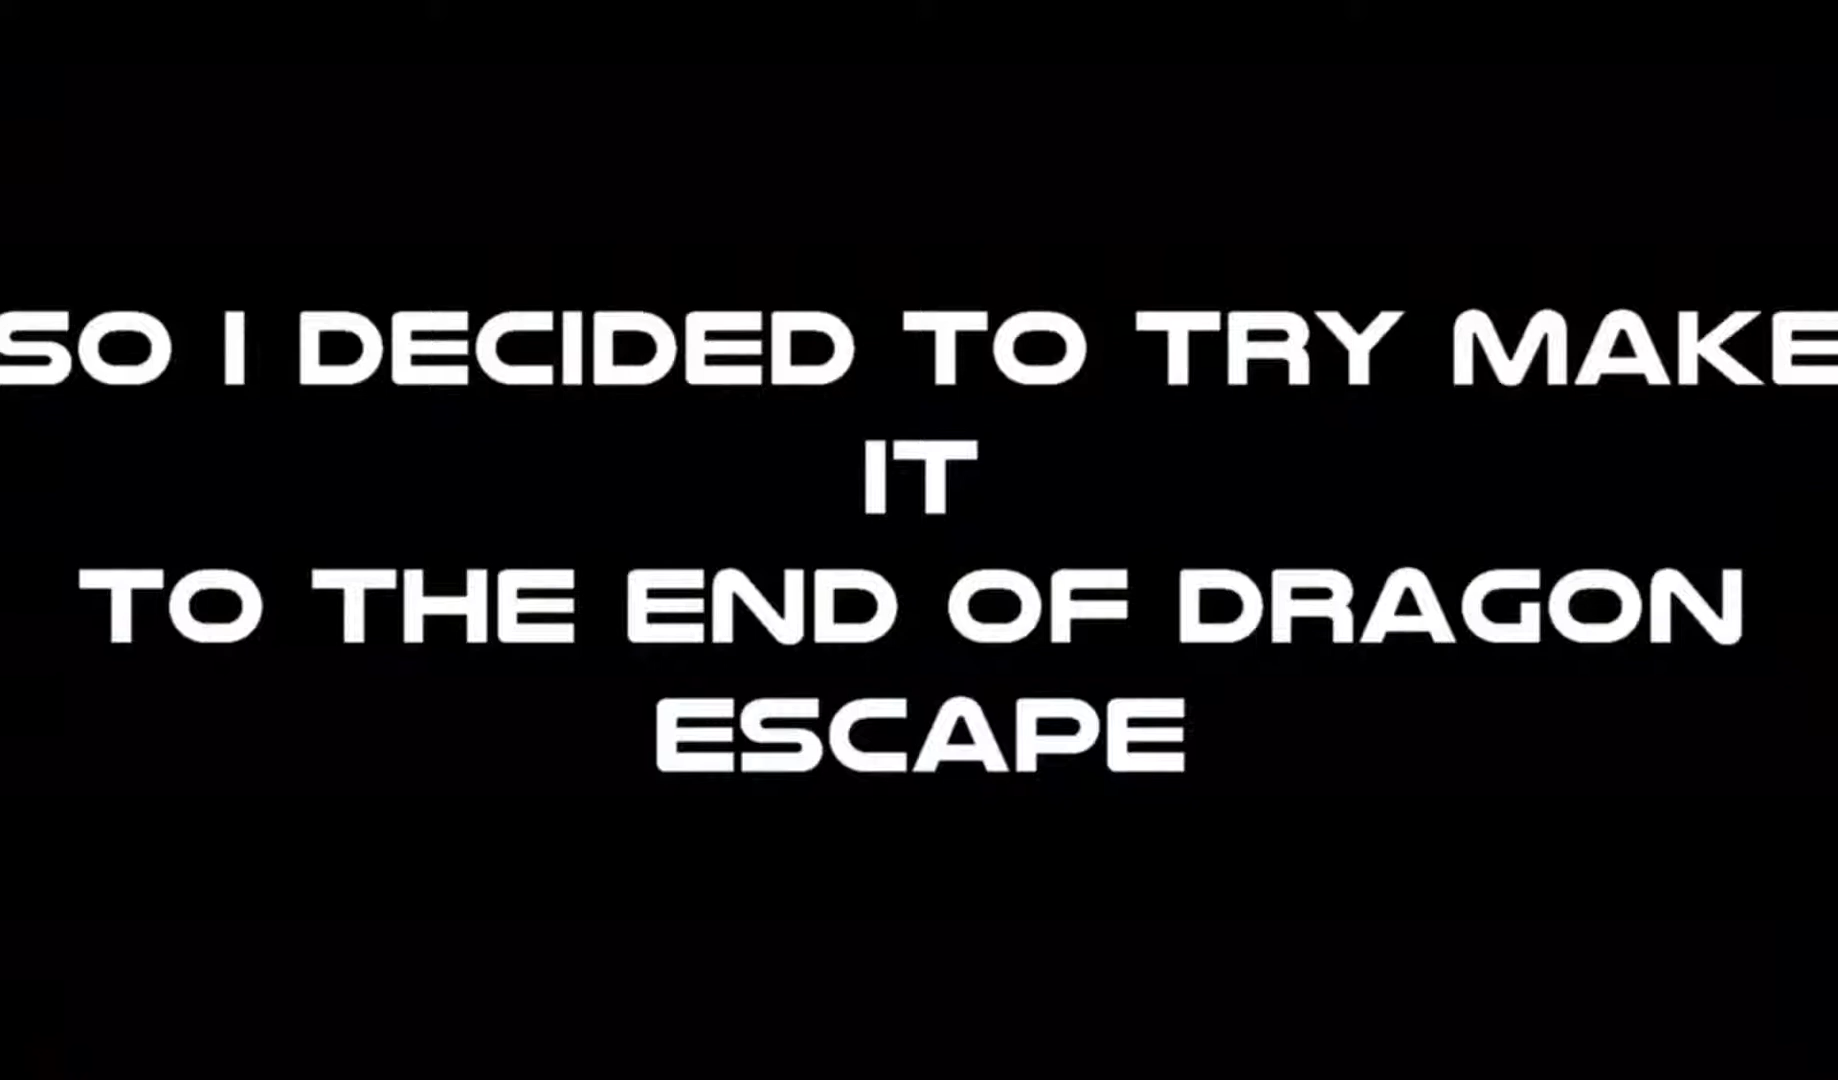 SO I DECIDED TO TRY MAKE
IT
TO THE END OF DRAGON
ESCAPE